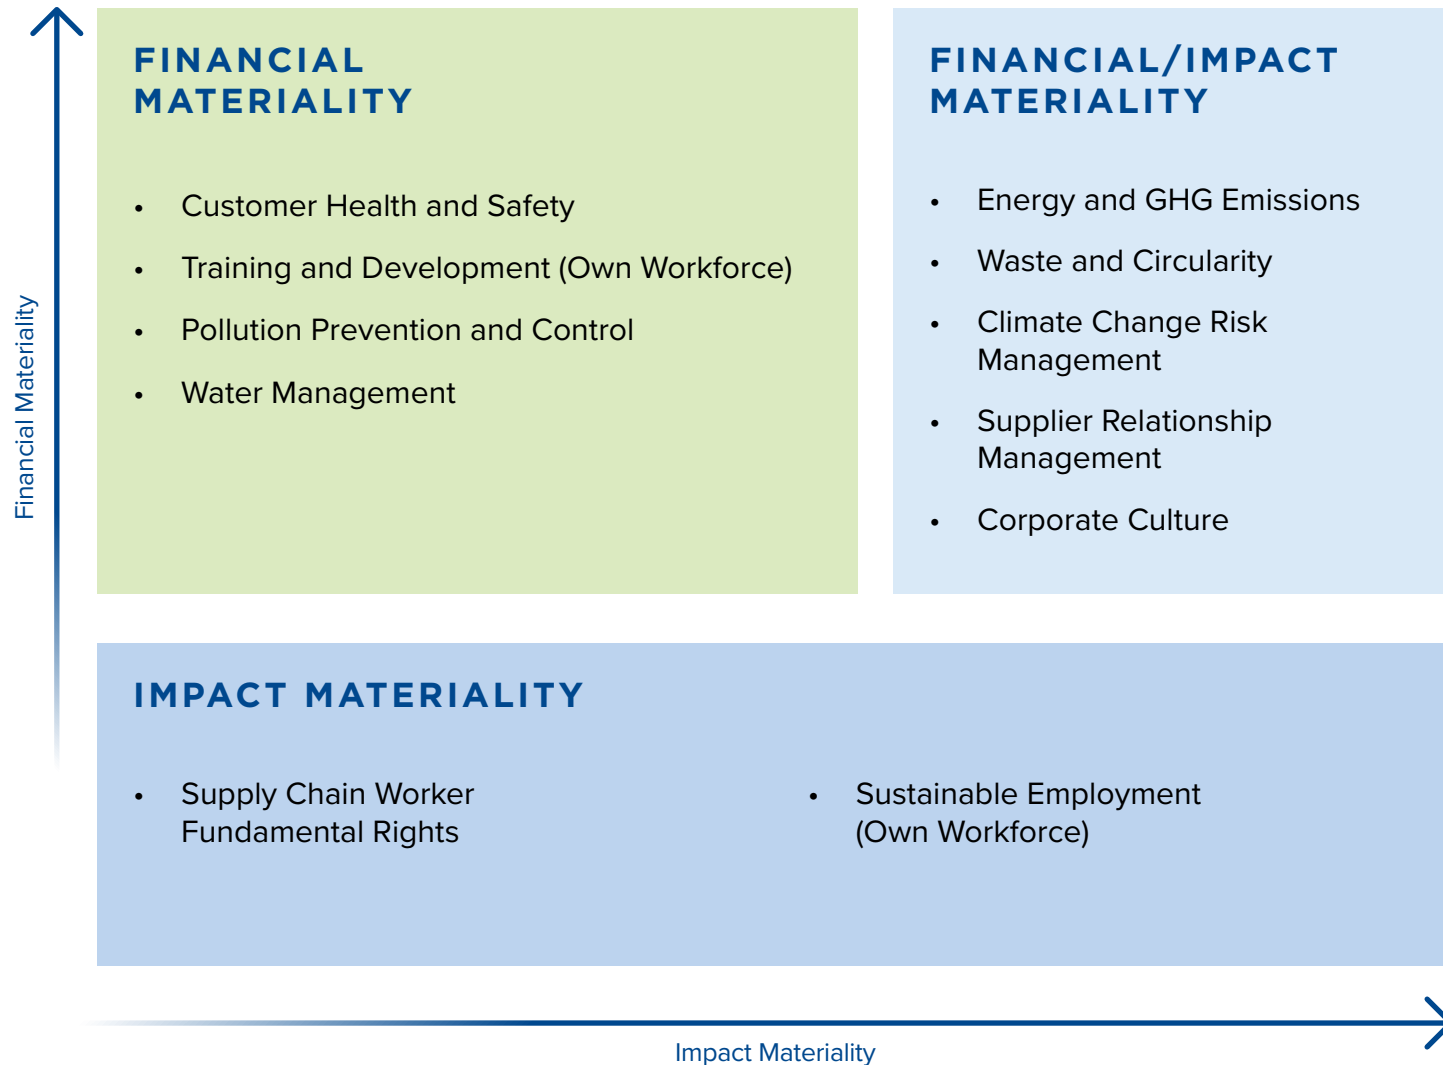 Financial Materiality
FINANCIAL
MATERIALITY
• Customer Health and Safety
• Training and Development (Own Workforce)
• Pollution Prevention and Control
• Water Management
FINANCIAL/IMPACT
MATERIALITY
• Energy and GHG Emissions
• Waste and Circularity
• Climate Change Risk
Management
• Supplier Relationship
Management
• Corporate Culture
IMPACT MATERIALITY
• Supply Chain Worker
Fundamental Rights
• Sustainable Employment
(Own Workforce)
Impact Materiality